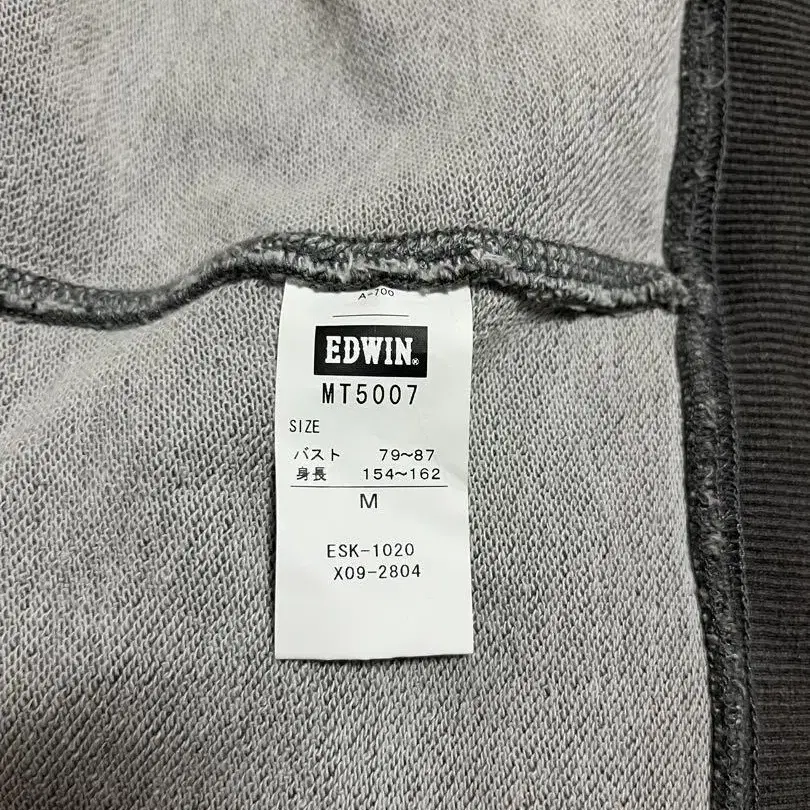 A-700
EDWIN®
MT5007
SIZE
バスト 79~87
身長 154~162
M
ESK-1020
X09-2804